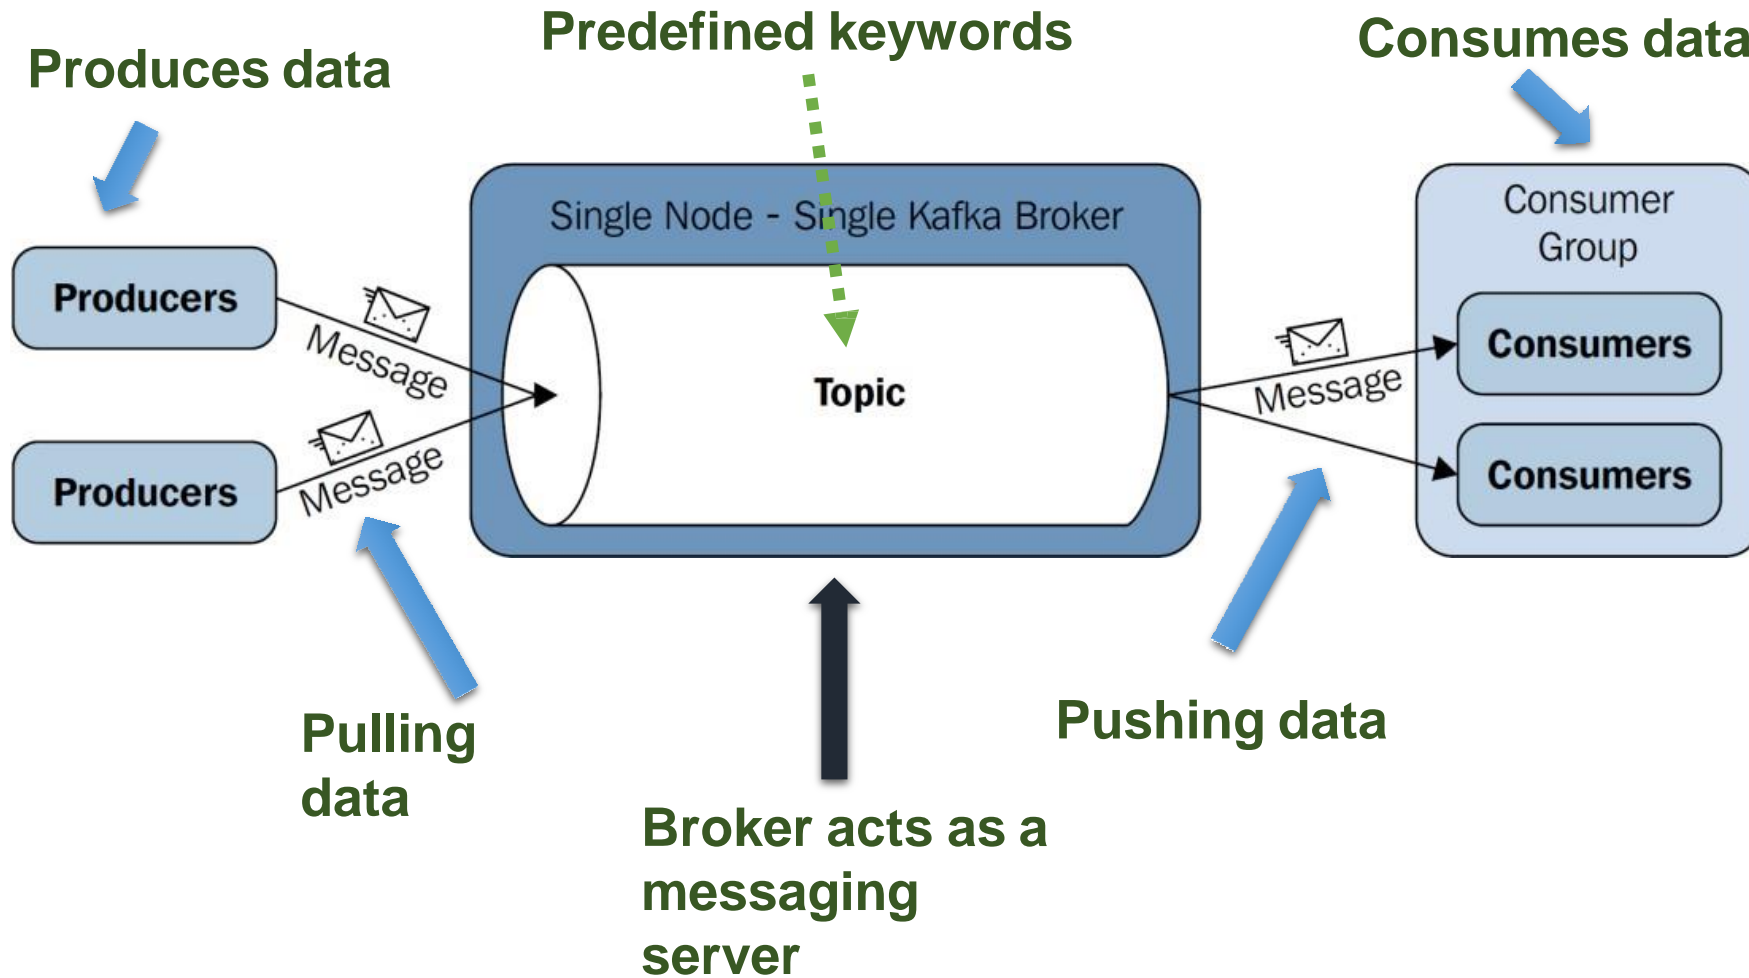 Predefined keywords
Consumes data
Produces data
Single Node - Single Kafka Broker
Consumer
Group
Producers
Message
Topic
Message
Consumers
Producers
Message
Consumers
Pulling
data
Pushing data
Broker acts as a
messaging
server